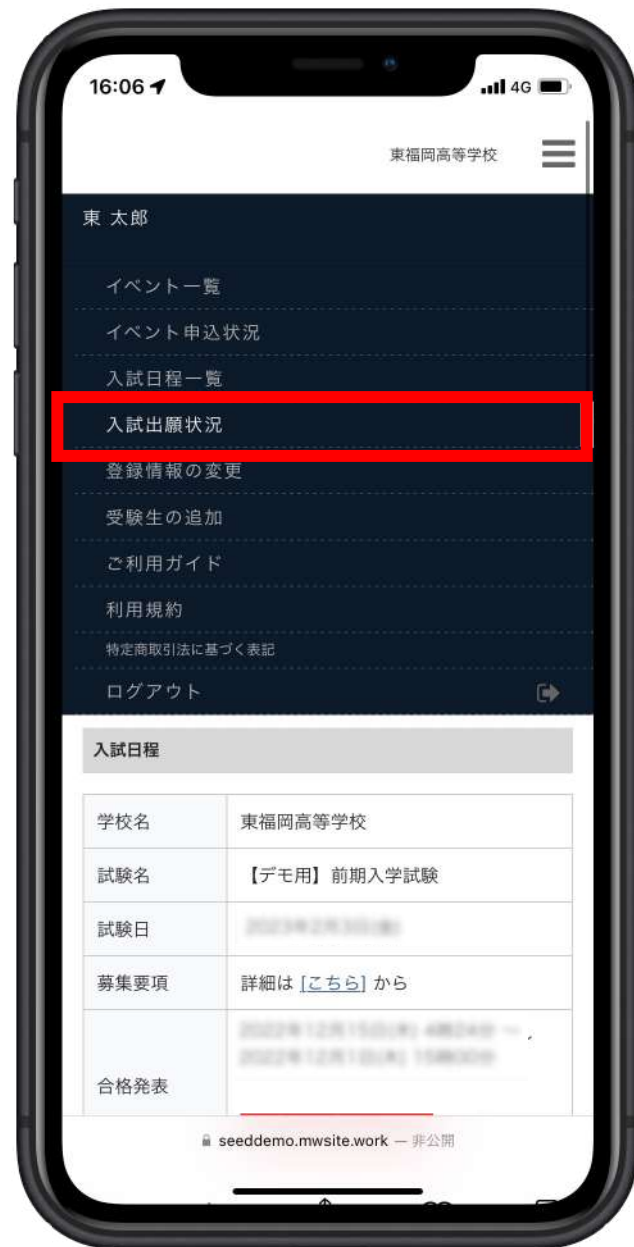 16:06
4G
東福岡高等学校
東 太郎
イベント一覧
イベント申込状況
入試日程一覧
入試出願状況
登録情報の変更
受験生の追加
ご利用ガイド
利用規約
特定商取引法に基づく表記
ログアウト
入試日程
学校名 東福岡高等学校
試験名 【デモ用】前期入学試験
試験日
募集要項 詳細は [こちら] から
合格発表
seeddemo.mwsite.work — 非公開